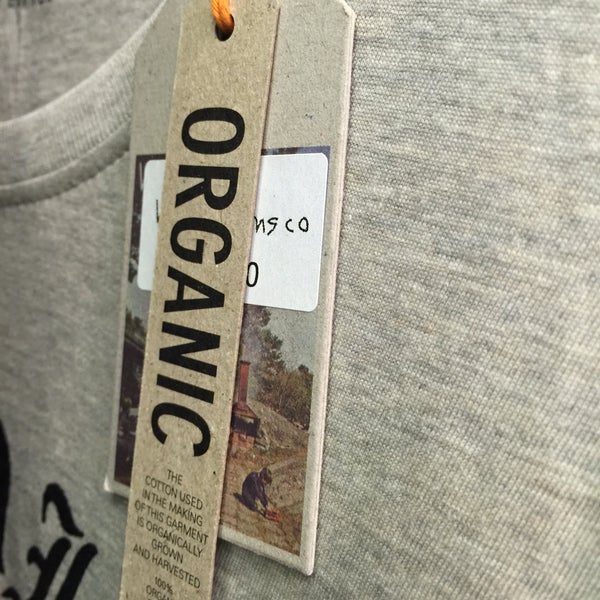 ORGANIC
THE
COTTON USED
IN THE MAKING
OF THIS GARMENT
IS ORGANICALLY
GROWN
AND HARVESTED
100%